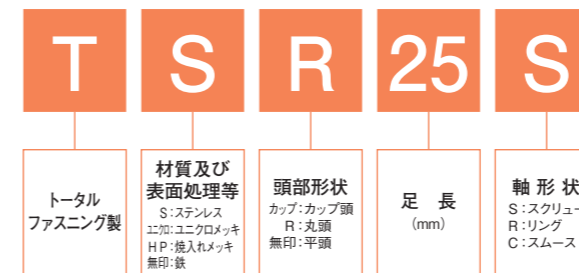 T S R 25 S
トータル
ファスニング製
材質及び
表面処理等
S:ステンレス
ユニクロ:ユニクロメッキ
HP:焼入れメッキ
無印:鉄
頭部形状
カップ:カップ頭
R:丸頭
無印:平頭
足 長
(mm)
軸 形 状
S:スクリュー
R:リング
C:スムース